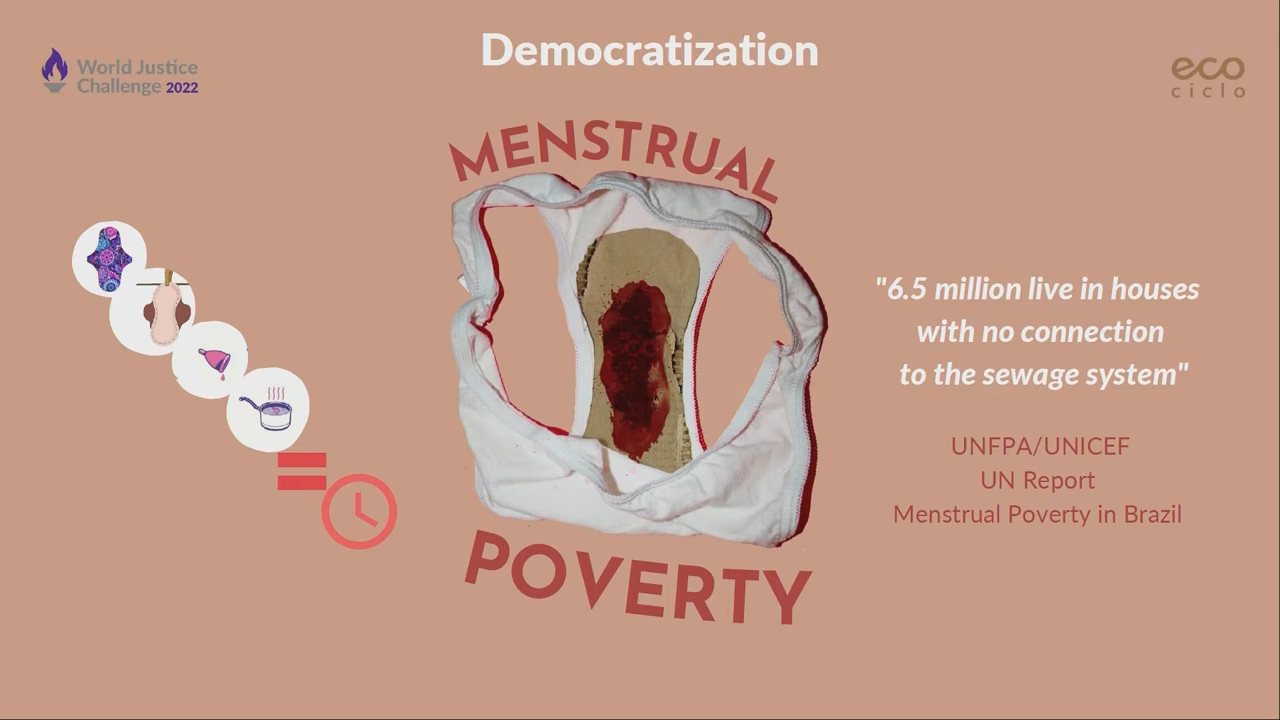 Democratization
World Justice
Challenge 2022
eco
ciclo
MENSTRUAL
POVERTY
"6.5 million live in houses
with no connection
to the sewage system"
UNFPA/UNICEF
UN Report
Menstrual Poverty in Brazil